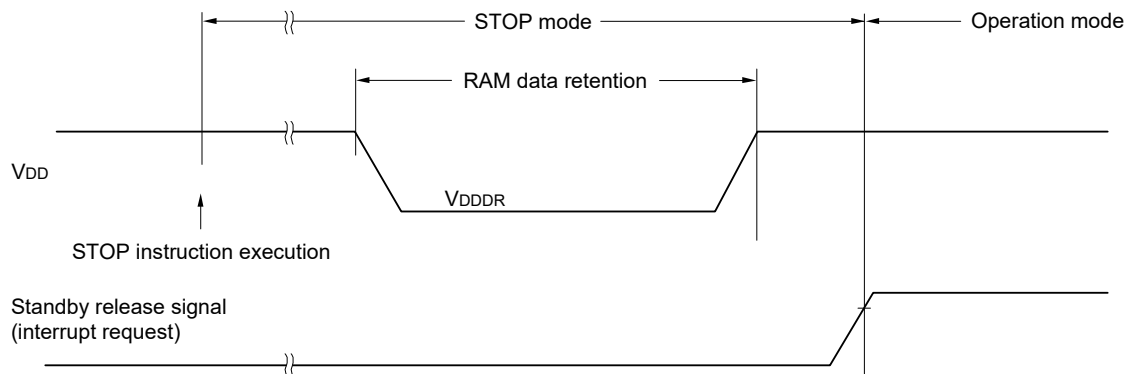 STOP mode
Operation mode
RAM data retention
VDD
VDDDR
STOP instruction execution
Standby release signal
(interrupt request)